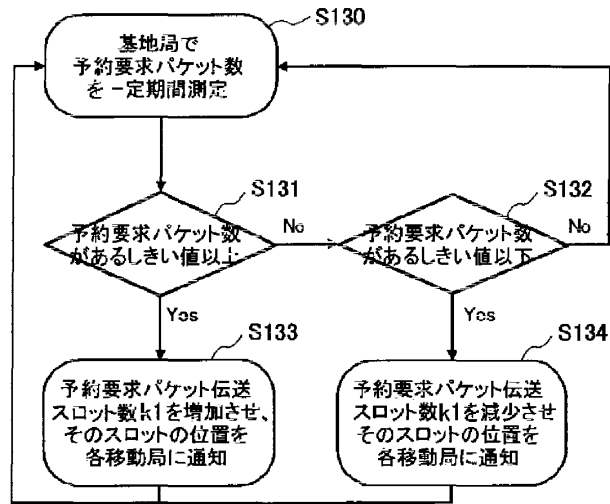 S130
基地局で
予約要求パケット数
を一定期間測定
S131
予約要求パケット数
があるしきい値以上
No
S132
予約要求パケット数
があるしきい値以下
No
Yes
S133
予約要求パケット伝送
スロット数k1を増加させ、
そのスロットの位置を
各移動局に通知
Yes
S134
予約要求パケット伝送
スロット数k1を減少させ
そのスロットの位置を
各移動局に通知